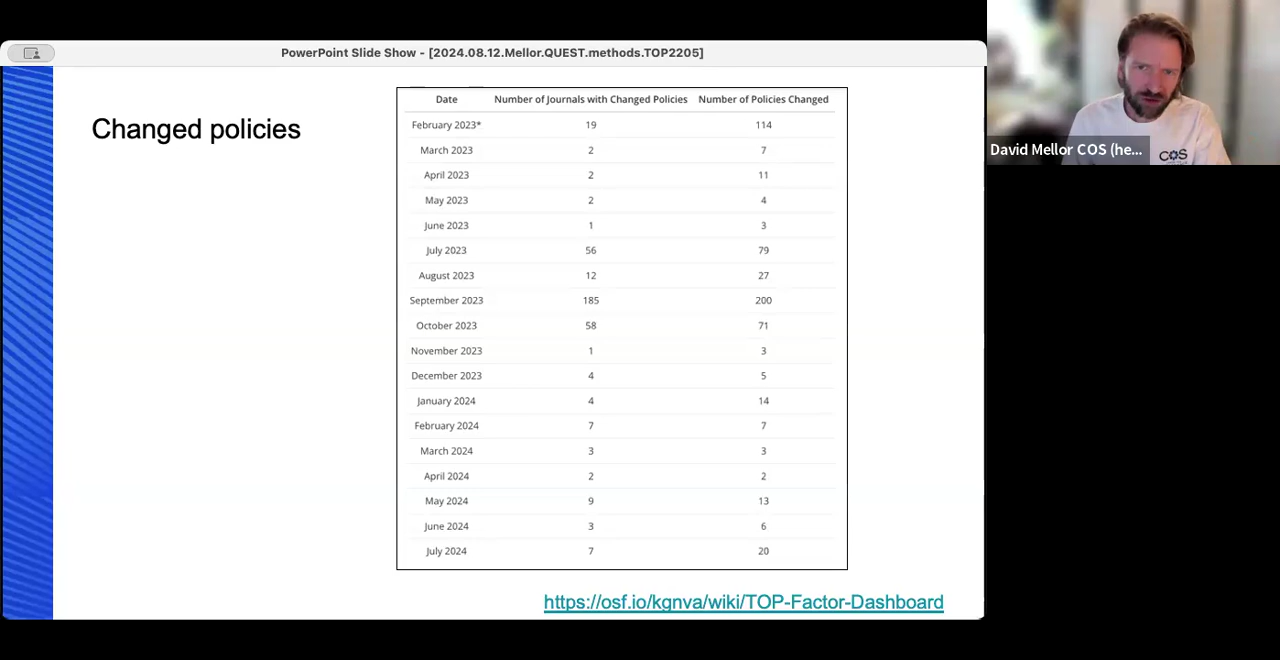 PowerPoint Slide Show - [2024.08.12.Mellor.QUEST.methods.TOP2205]
Changed policies
Date Number of Journals with Changed Policies Number of Policies Changed
February 2023* 19 114
March 2023 2 7
April 2023 2 11
May 2023 2 4
June 2023 1 3
July 2023 56 79
August 2023 12 27
September 2023 185 200
October 2023 58 71
November 2023 1 3
December 2023 4 5
January 2024 4 14
February 2024 7 7
March 2024 3 3
April 2024 2 2
May 2024 9 13
June 2024 3 6
July 2024 7 20
https://osf.io/kgnva/wiki/TOP-Factor-Dashboard
David Mellor COS (he...
COS